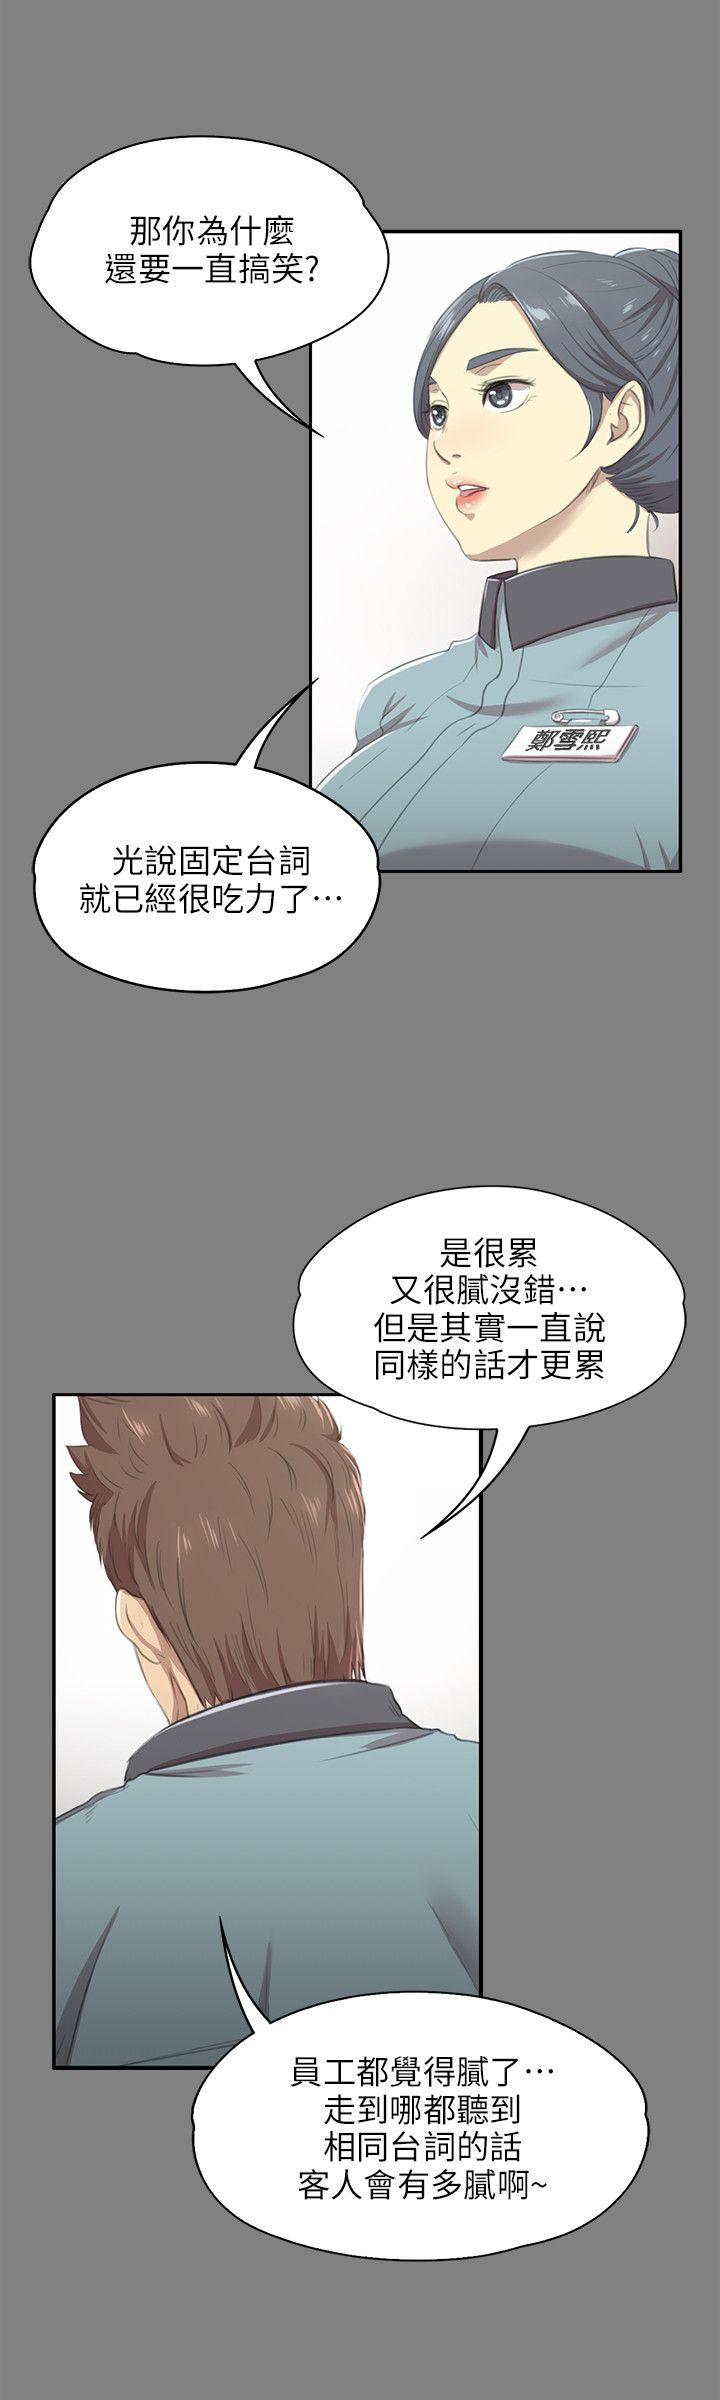 那你為什麼
還要一直搞笑?
鄭雪熙
光說固定台詞
就已經很吃力了…
是很累
又很膩沒錯…
但是其實一直說
同樣的話才更累
員工都覺得膩了…
走到哪都聽到
相同台詞的話
客人會有多膩啊~